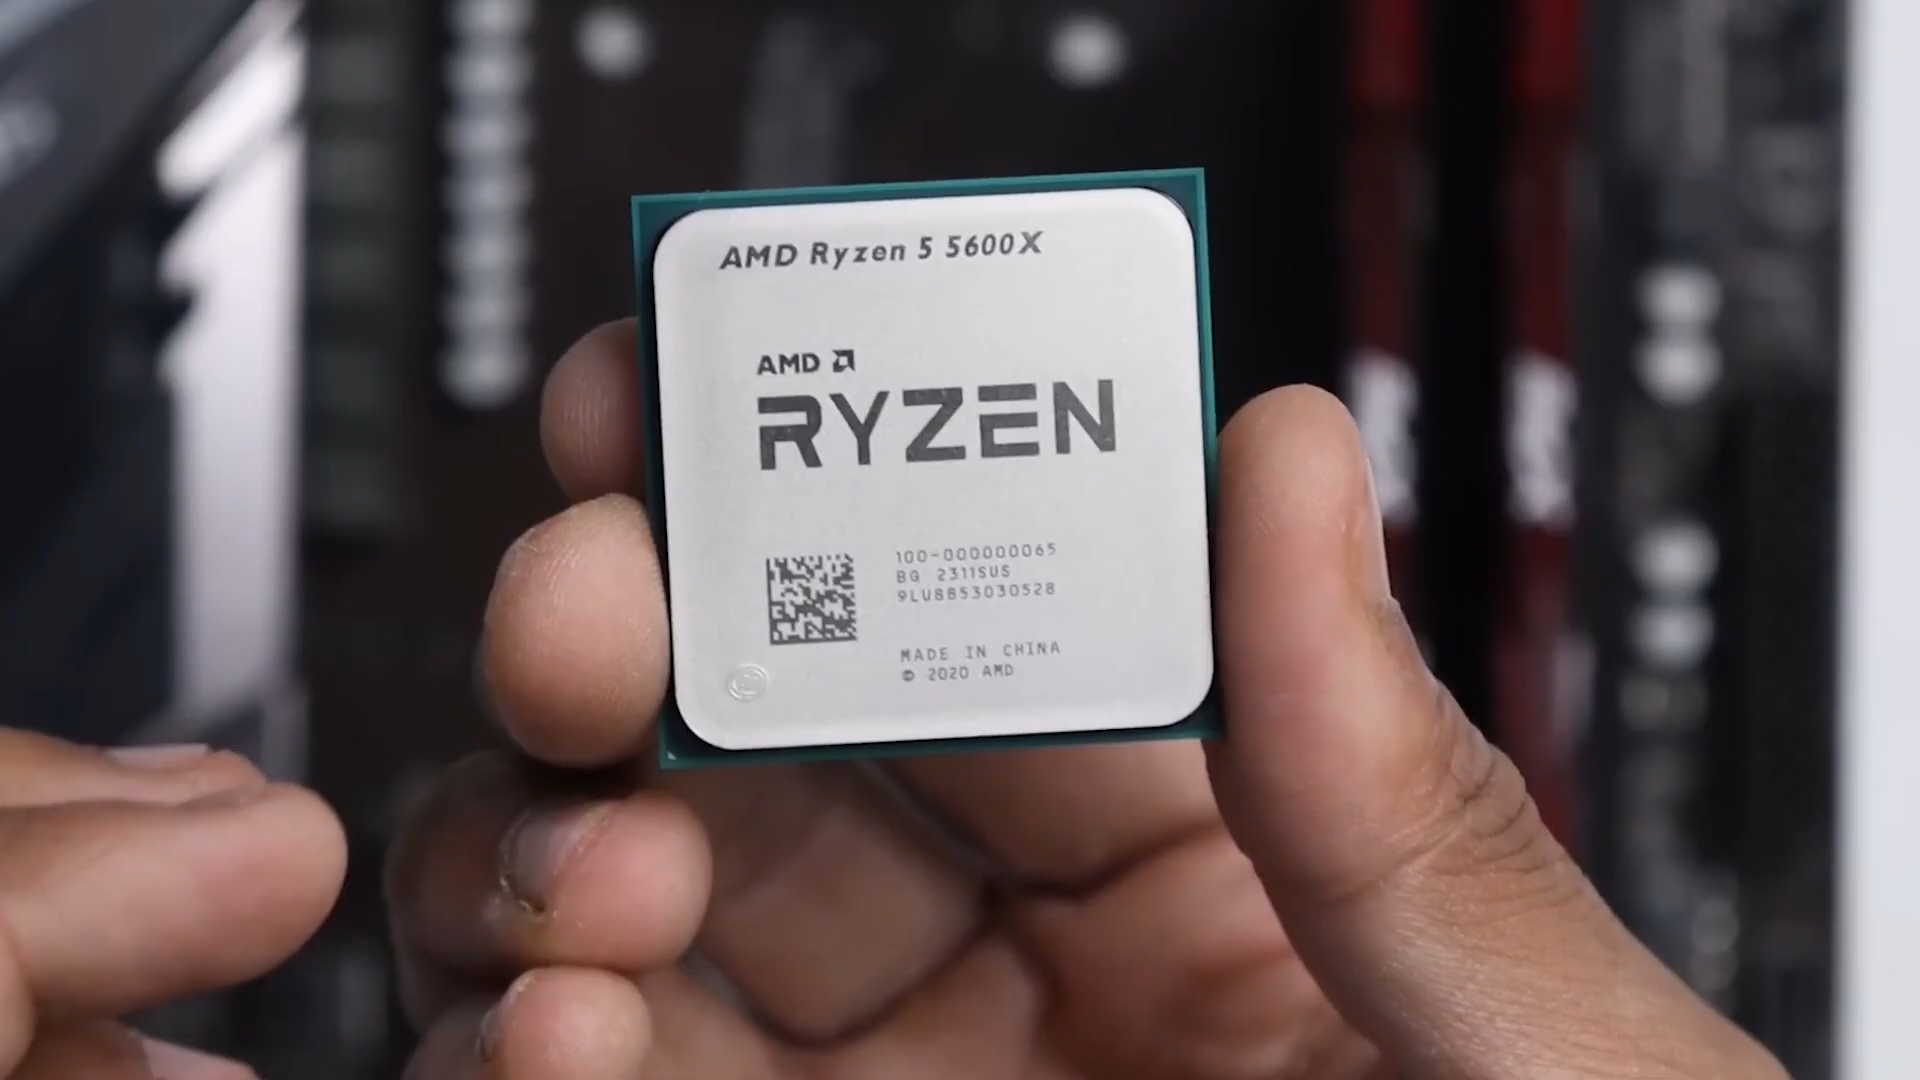 AMD Ryzen 5 5600X
AMD
RYZEN
100-000000065
BG 2311SUS
9LU8853030528
MADE IN CHINA
© 2020 AMD